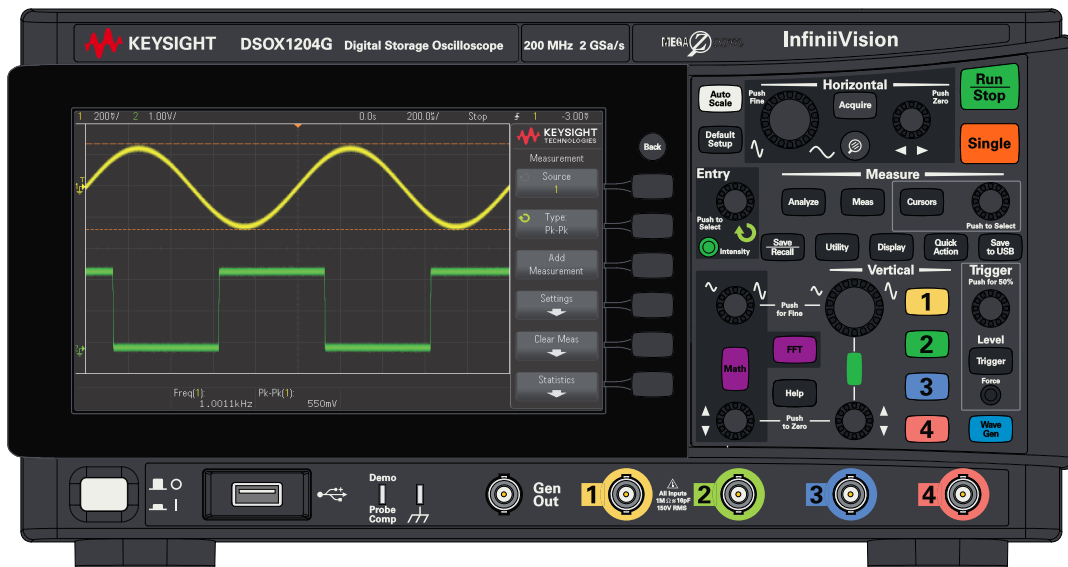 KEYSIGHT DSOX1204G Digital Storage Oscilloscope 200 MHz 2 GSa/s MEGA ZOOM InfiniiVision
1 200▿/ 2 1.00V/ 0.0s 200.0▿/ Stop 1 -3.00▿
KEYSIGHT
TECHNOLOGIES
Measurement
Source
1
Type:
Pk-Pk
Add
Measurement
Settings
Clear Meas
Statistics
1
T
2
Freq(1): Pk-Pk(1):
1.0011kHz 550mV
Back
Auto
Scale
Default
Setup
Horizontal
Push
Fine
Acquire
Push
Zero
Run
Stop
Single
Entry
Push to
Select
Intensity
Measure
Analyze
Meas
Cursors
Push to Select
Save
Recall
Utility
Display
Quick
Action
Save
to USB
Vertical
Push
for Fine
FFT
Math
Help
Push
to Zero
1
2
3
4
Trigger
Push for 50%
Level
Trigger
Force
Wave
Gen
Demo
Probe
Comp
Gen
Out
1
All Inputs
1MΩ≅16pF
150V RMS
2
3
4